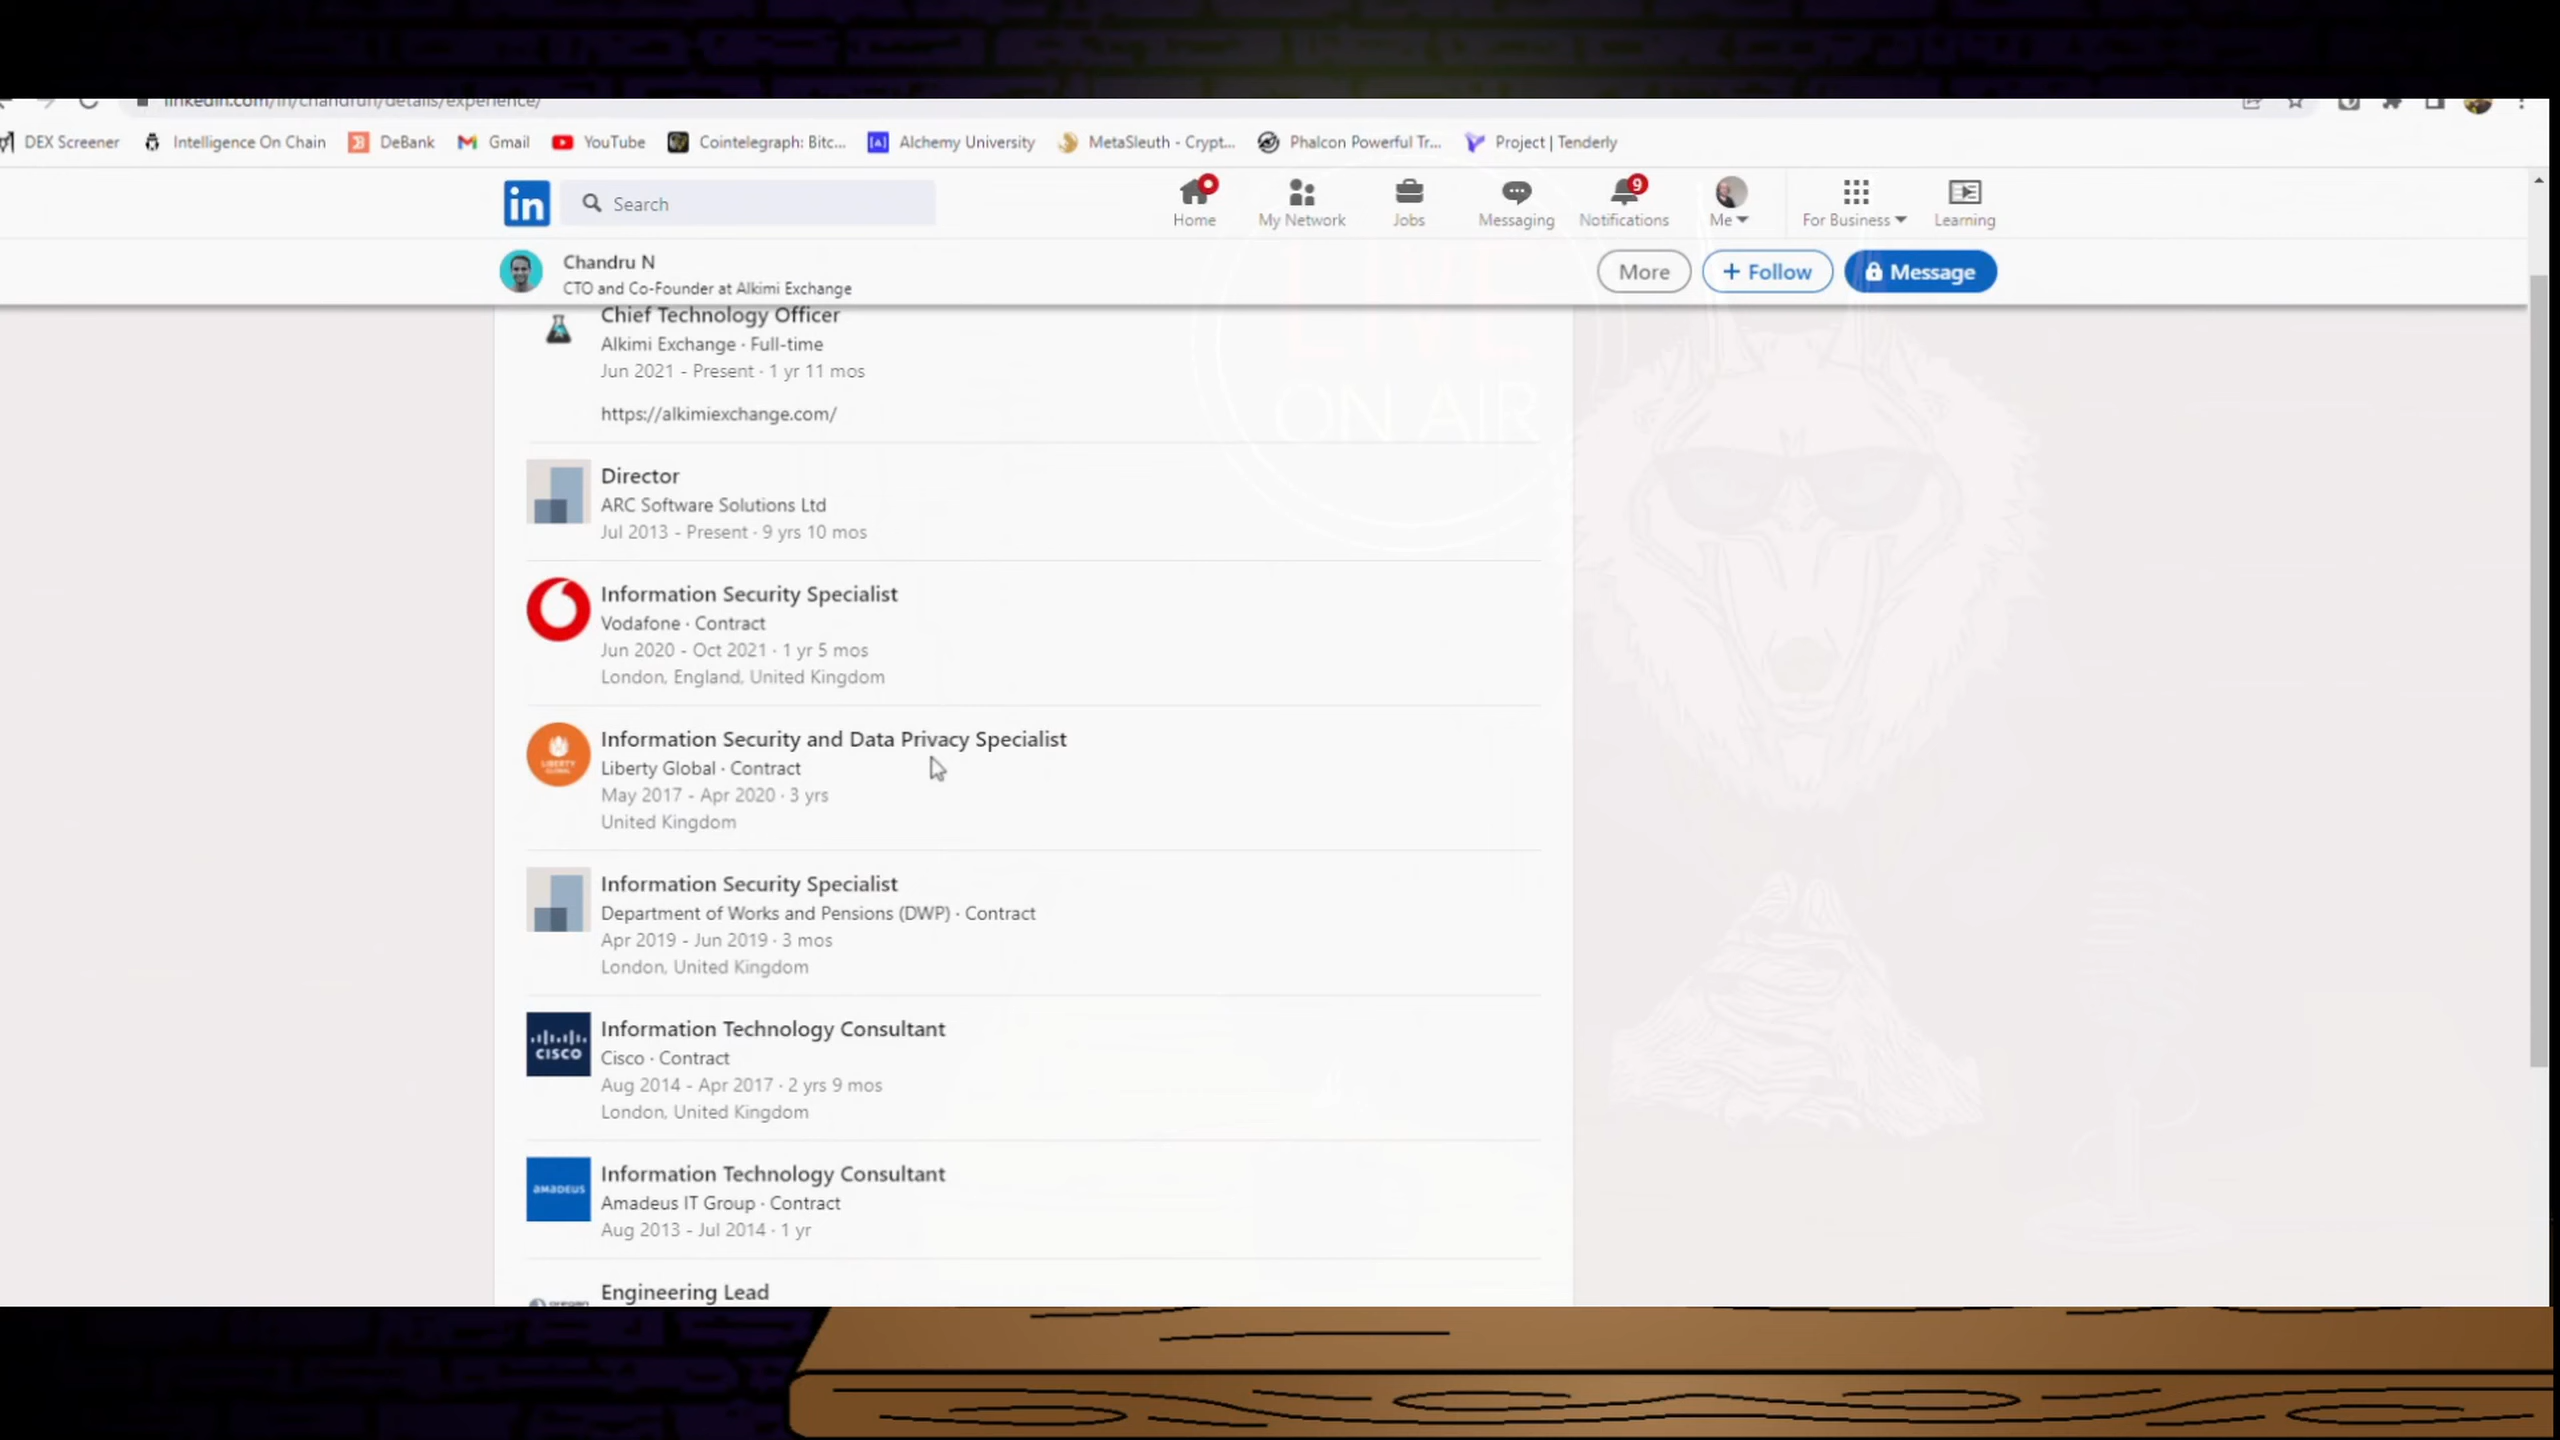 linkedin.com/in/chandrun/details/experience/
DEX Screener
Intelligence On Chain
DeBank
Gmail
YouTube
Cointelegraph: Bitc...
Alchemy University
MetaSleuth - Crypt...
Phalcon Powerful Tr...
Project | Tenderly
in
Search
Home
My Network
Jobs
Messaging
9
Notifications
Me
For Business
Learning
Chandru N
CTO and Co-Founder at Alkimi Exchange
More
+ Follow
Message
Chief Technology Officer
Alkimi Exchange · Full-time
Jun 2021 - Present · 1 yr 11 mos
https://alkimiexchange.com/
LIVE
ON AIR
Director
ARC Software Solutions Ltd
Jul 2013 - Present · 9 yrs 10 mos
Information Security Specialist
Vodafone · Contract
Jun 2020 - Oct 2021 · 1 yr 5 mos
London, England, United Kingdom
LIBERTY GLOBAL
Information Security and Data Privacy Specialist
Liberty Global · Contract
May 2017 - Apr 2020 · 3 yrs
United Kingdom
Information Security Specialist
Department of Works and Pensions (DWP) · Contract
Apr 2019 - Jun 2019 · 3 mos
London, United Kingdom
CISCO
Information Technology Consultant
Cisco · Contract
Aug 2014 - Apr 2017 · 2 yrs 9 mos
London, United Kingdom
amadeus
Information Technology Consultant
Amadeus IT Group · Contract
Aug 2013 - Jul 2014 · 1 yr
Engineering Lead